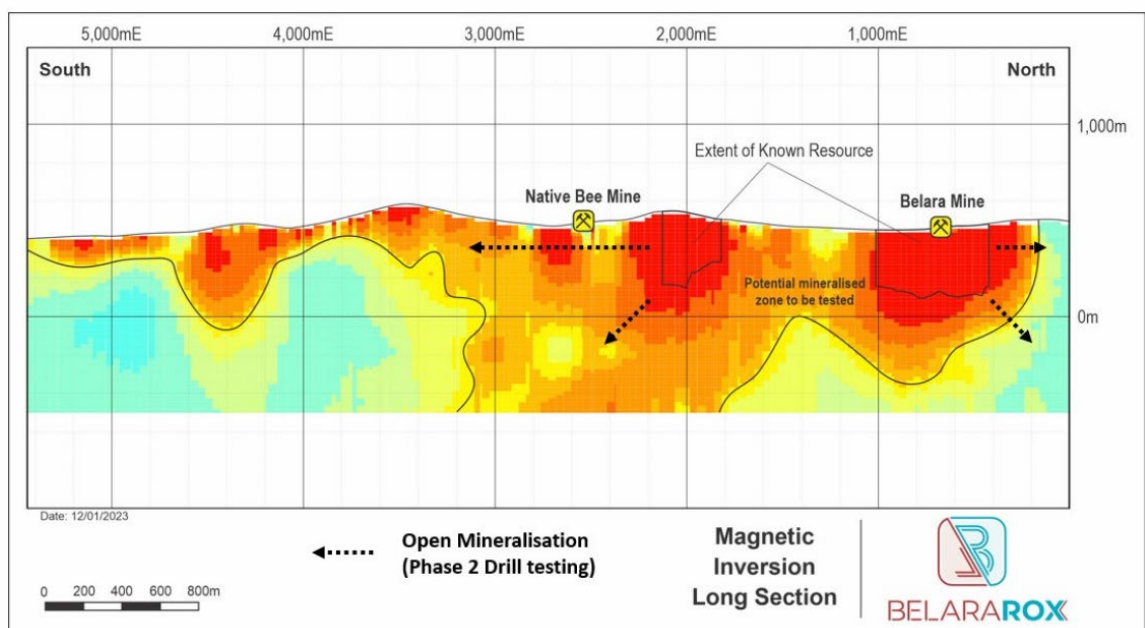 5,000mE 4,000mE 3,000mE 2,000mE 1,000mE
South North
1,000m
Extent of Known Resource
Native Bee Mine Belara Mine
Potential mineralised
zone to be tested
0m
Date: 12/01/2023
Open Mineralisation
(Phase 2 Drill testing)
0 200 400 600 800m
Magnetic
Inversion
Long Section
BELARAROX